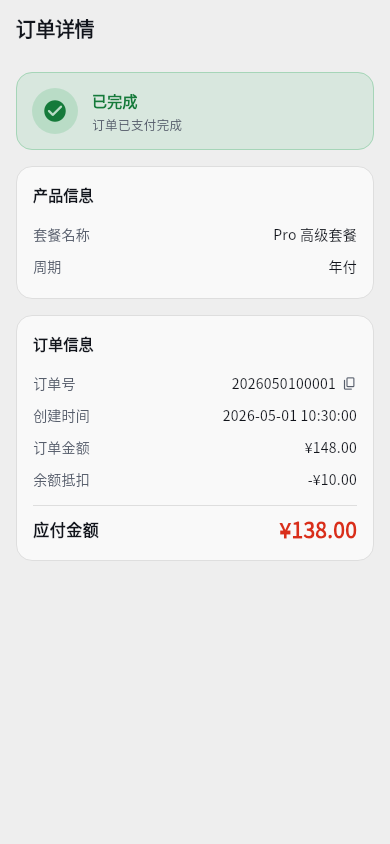 订单详情
已完成
订单已支付完成
产品信息
套餐名称 Pro 高级套餐
周期 年付
订单信息
订单号 2026050100001
创建时间 2026-05-01 10:30:00
订单金额 ¥148.00
余额抵扣 -¥10.00
应付金额 ¥138.00